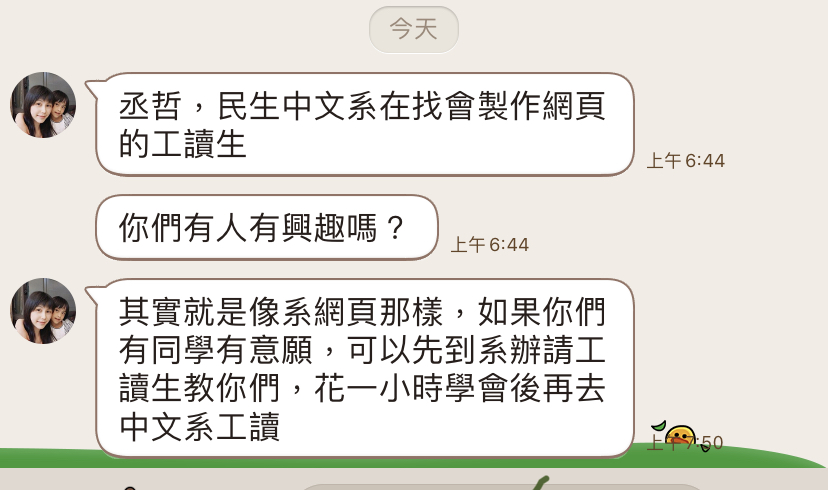 今天
丞哲，民生中文系在找會製作網頁
的工讀生
上午 6:44
你們有人有興趣嗎？
上午 6:44
其實就是像系網頁那樣，如果你們
有同學有意願，可以先到系辦請工
讀生教你們，花一小時學會後再去
中文系工讀
上午 7:50